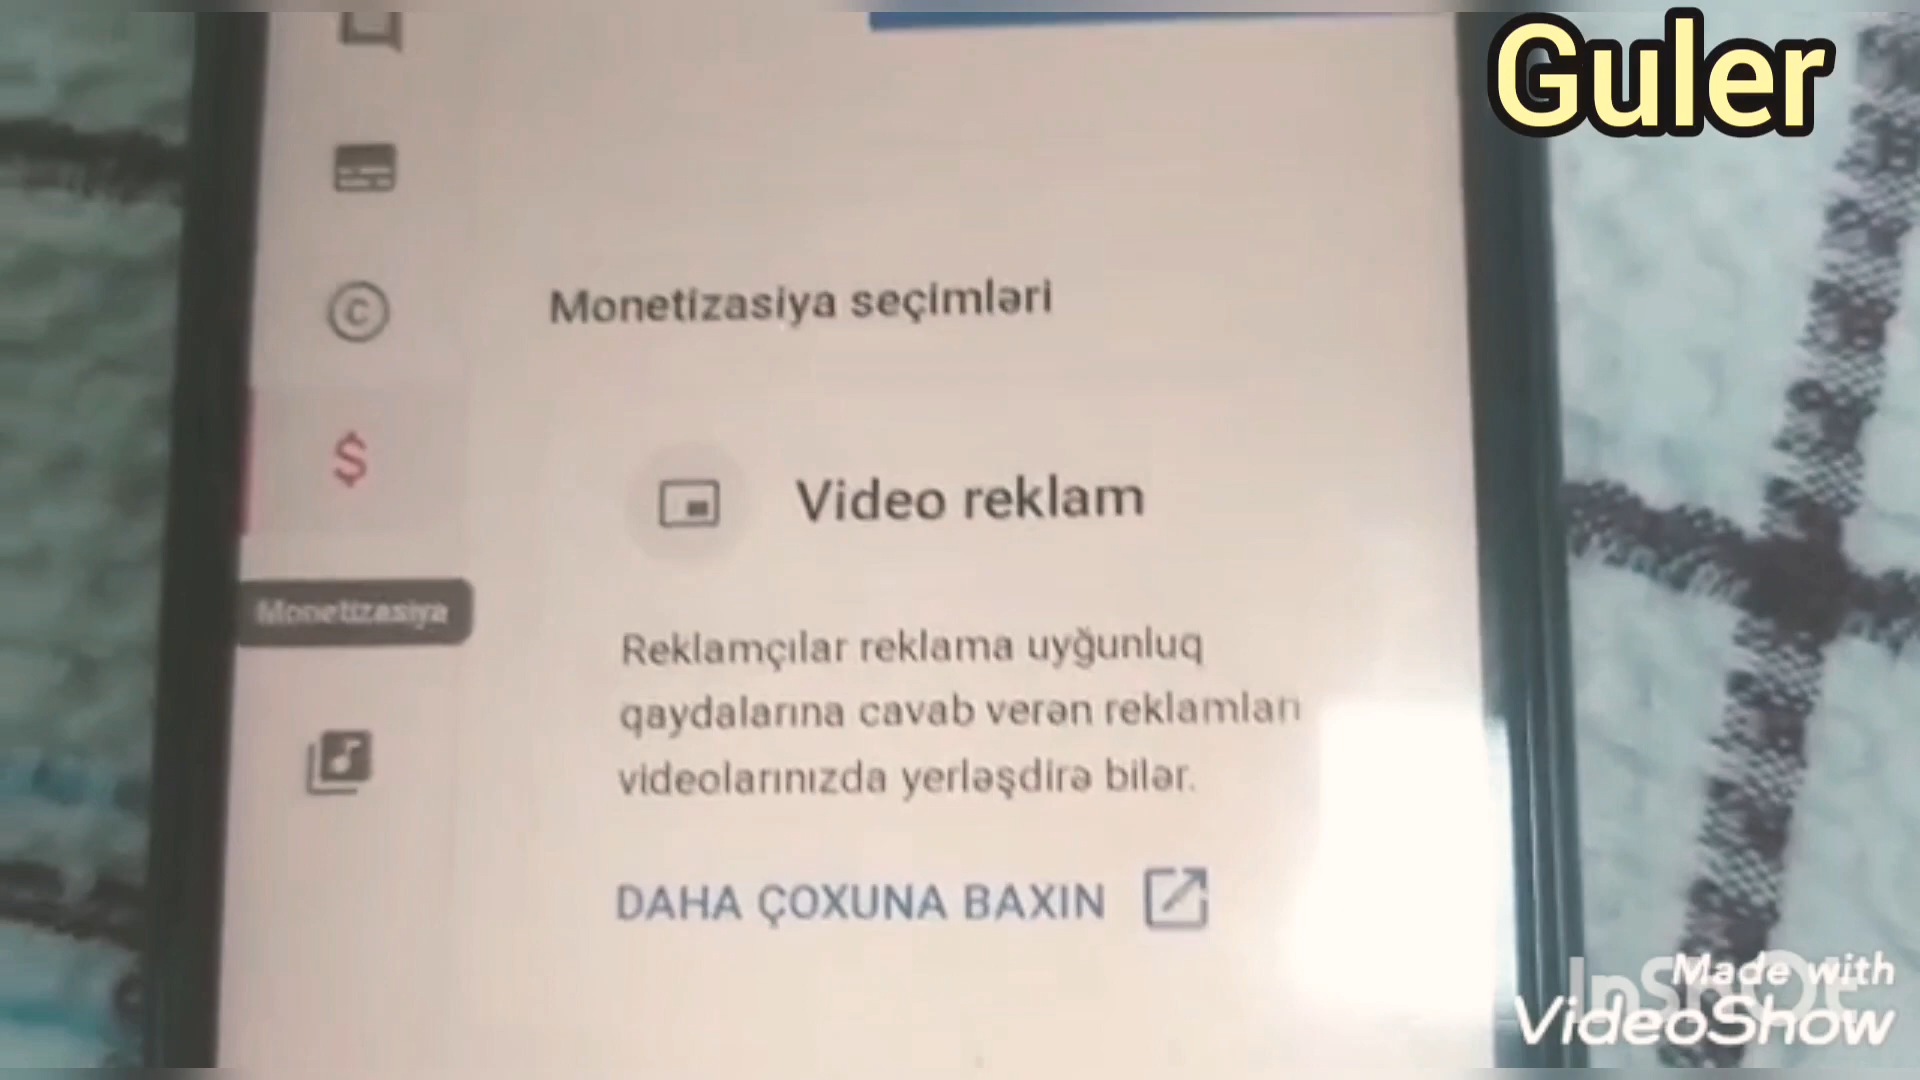 Guler
Monetizasiya seçimləri
Video reklam
Monetizasiya
Reklamçılar reklama uyğunluq
qaydalarına cavab verən reklamları
videolarınızda yerləşdirə bilər.
DAHA ÇOXUNA BAXIN
Made with
VideoShow